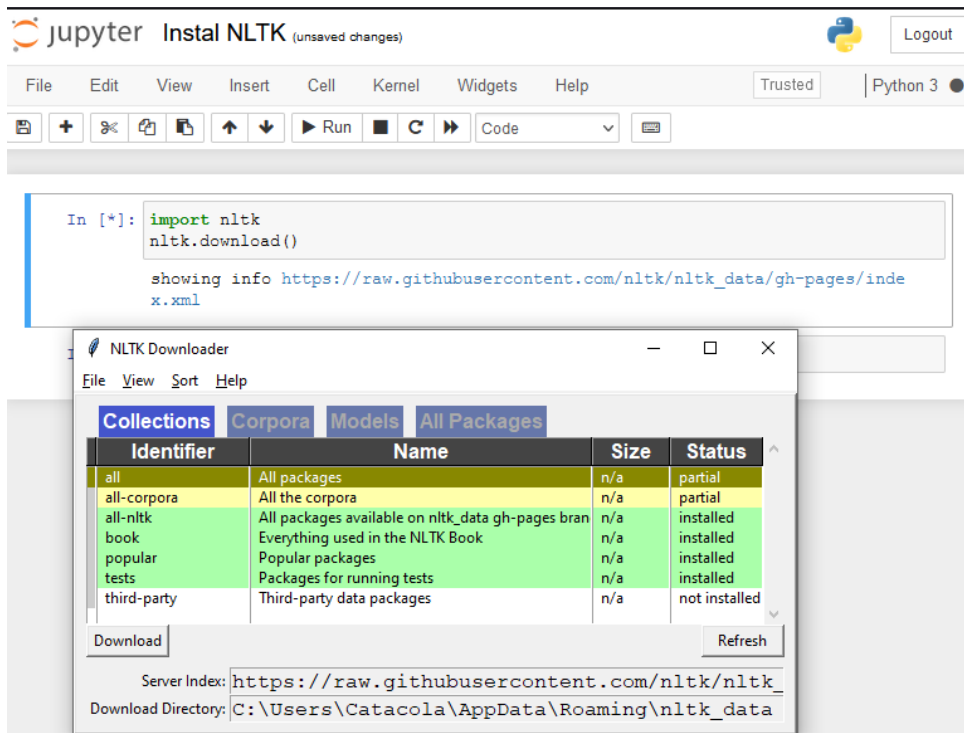 jupyter Instal NLTK (unsaved changes)
Logout
File Edit View Insert Cell Kernel Widgets Help
Trusted
Python 3
Run
Code
In [*]: import nltk
nltk.download()
showing info https://raw.githubusercontent.com/nltk/nltk_data/gh-pages/inde
x.xml
NLTK Downloader
File View Sort Help
Collections Corpora Models All Packages
Identifier Name Size Status
all All packages n/a partial
all-corpora All the corpora n/a partial
all-nltk All packages available on nltk_data gh-pages bran n/a installed
book Everything used in the NLTK Book n/a installed
popular Popular packages n/a installed
tests Packages for running tests n/a installed
third-party Third-party data packages n/a not installed
Download Refresh
Server Index: https://raw.githubusercontent.com/nltk/nltk_
Download Directory: C:\Users\Catacola\AppData\Roaming\nltk_data